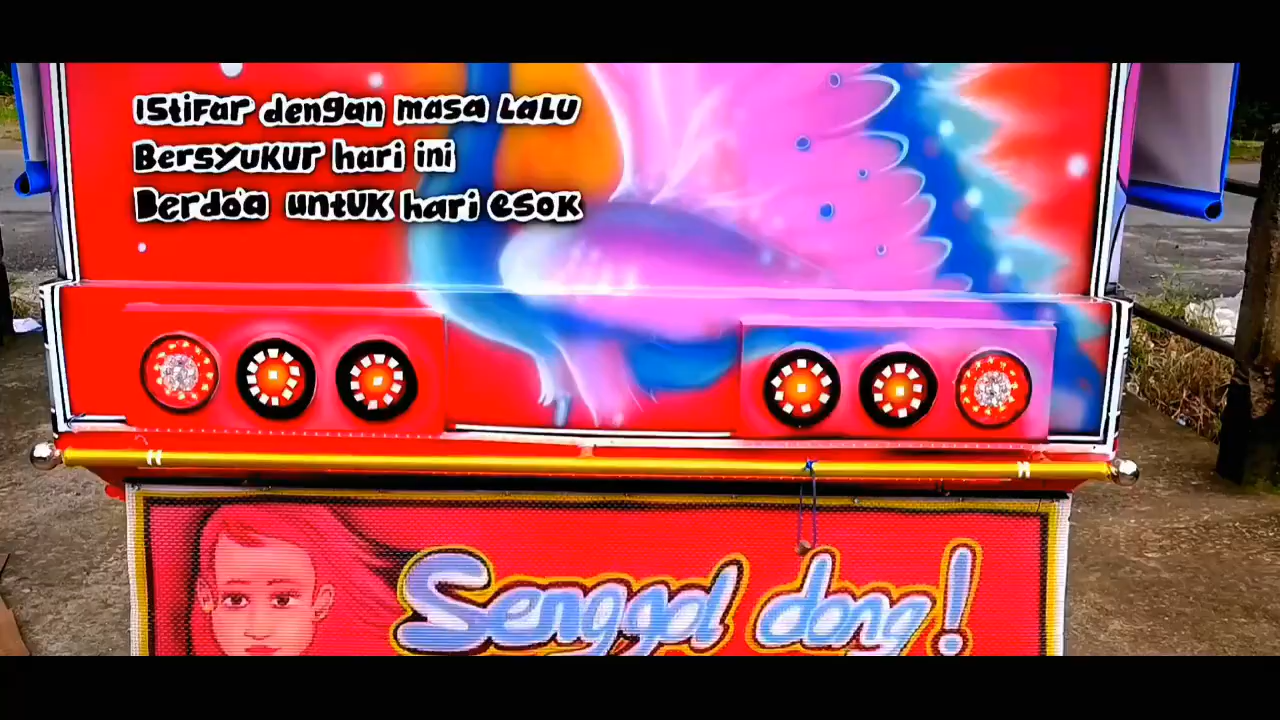 Istifar dengan masa Lalu
Bersyukur hari ini
Berdo'a untuk hari esok
Senggol dong!